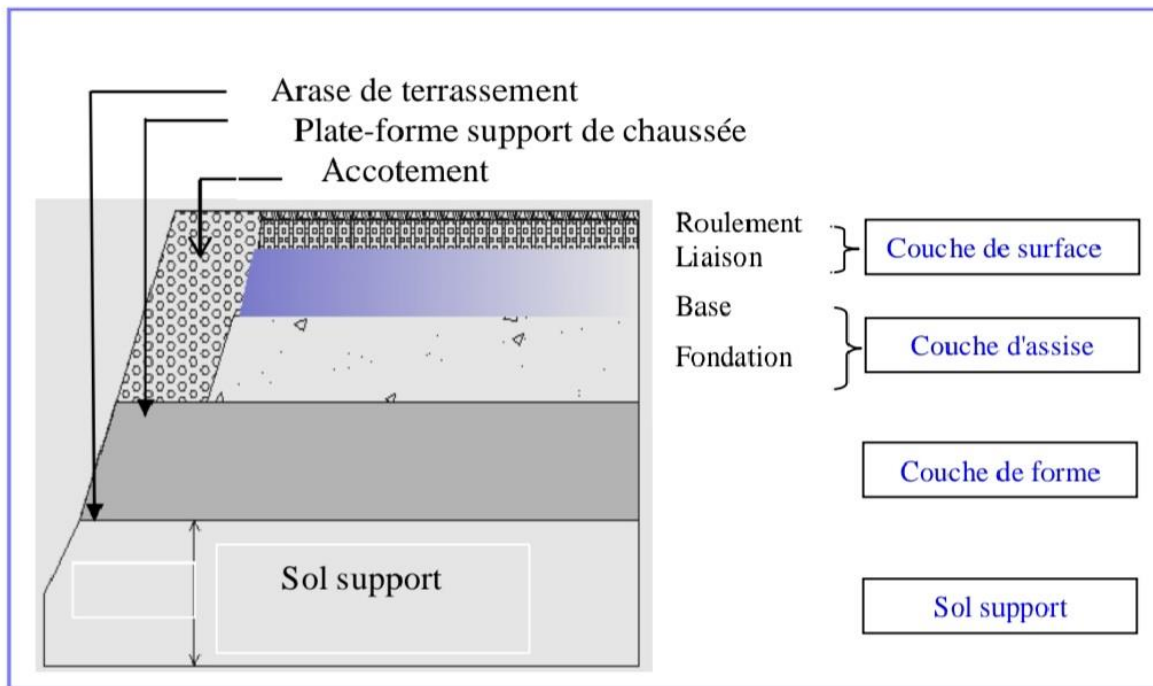 Arase de terrassement
Plate-forme support de chaussée
Accotement
Roulement
Liaison
Couche de surface
Base
Fondation
Couche d'assise
Couche de forme
Sol support
Sol support